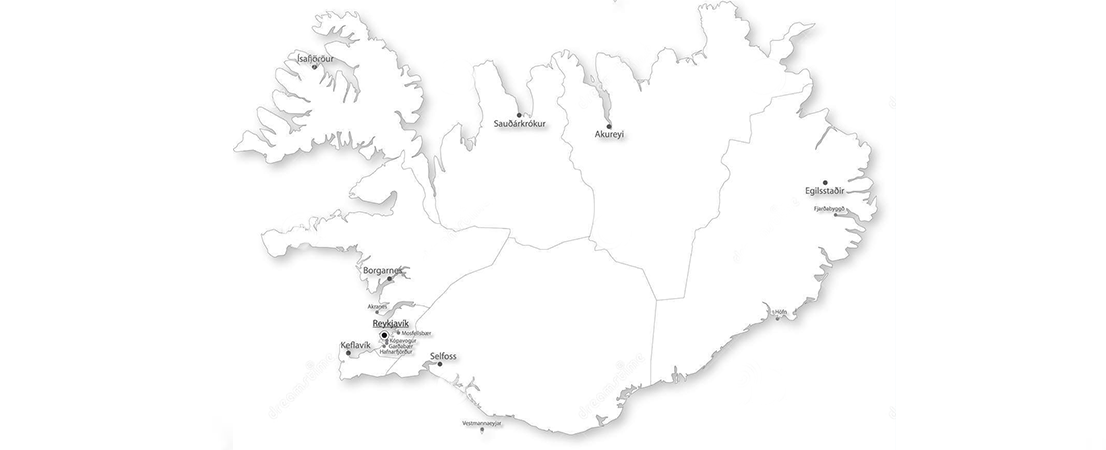 Ísafjörður
Sauðárkrókur
Akureyi
Egilsstaðir
Fjarðabyggð
Borgarnes
Akranes
Reykjavík
Mosfellsbær
Kópavogur
Garðabær
Hafnarfjörður
Keflavík
Selfoss
Höfn
Vestmannaeyjar